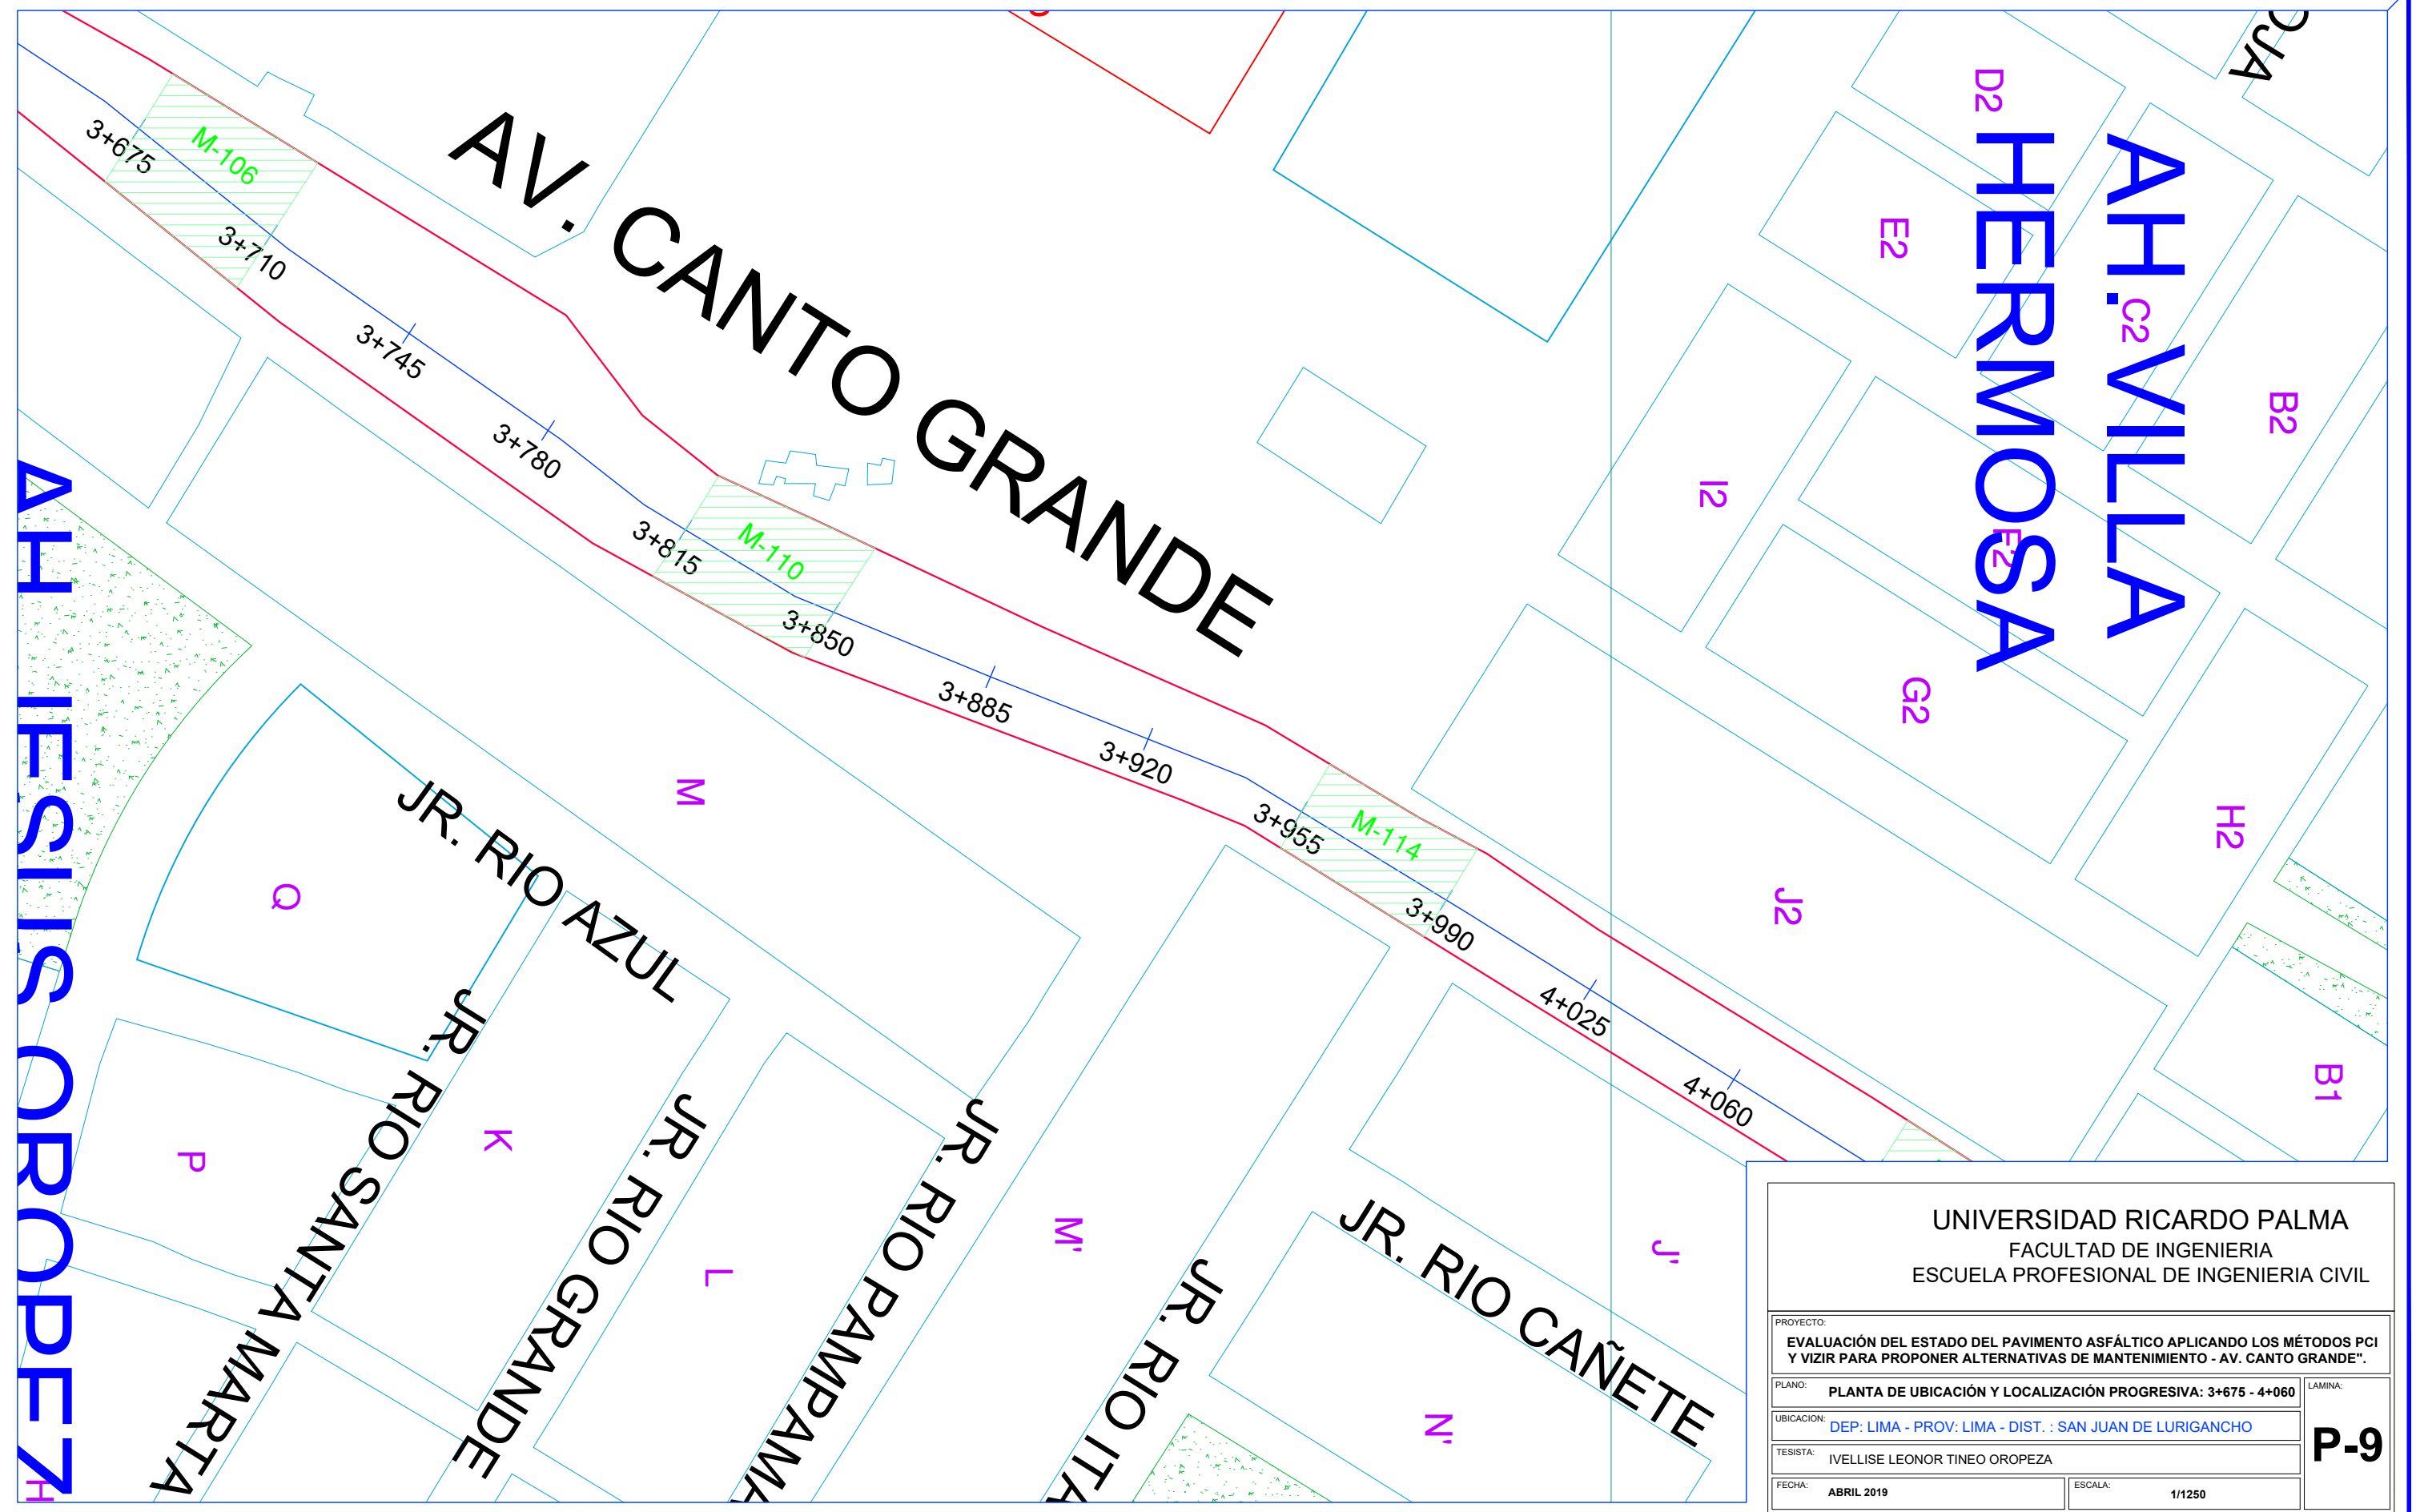 AV. CANTO GRANDE
3+675
M-106
3+710
3+745
3+780
3+815
M-110
3+850
3+885
3+920
3+955
M-114
3+990
4+025
4+060
AH. VILLA
HERMOSA
D2
E2
C2
B2
I2
F2
G2
H2
J2
B1
M
Q
P
K
L
M'
J'
N'
H
JR. RIO AZUL
JR. RIO SANTA MARTA
JR. RIO GRANDE
JR. RIO
JR. RIO
JR. RIO CAÑETE
UNIVERSIDAD RICARDO PALMA
FACULTAD DE INGENIERIA
ESCUELA PROFESIONAL DE INGENIERIA CIVIL
PROYECTO:
EVALUACIÓN DEL ESTADO DEL PAVIMENTO ASFÁLTICO APLICANDO LOS MÉTODOS PCI
Y VIZIR PARA PROPONER ALTERNATIVAS DE MANTENIMIENTO - AV. CANTO GRANDE".
PLANO: PLANTA DE UBICACIÓN Y LOCALIZACIÓN PROGRESIVA: 3+675 - 4+060
LAMINA:
P-9
UBICACION: DEP: LIMA - PROV: LIMA - DIST. : SAN JUAN DE LURIGANCHO
TESISTA: IVELLISE LEONOR TINEO OROPEZA
FECHA: ABRIL 2019
ESCALA: 1/1250